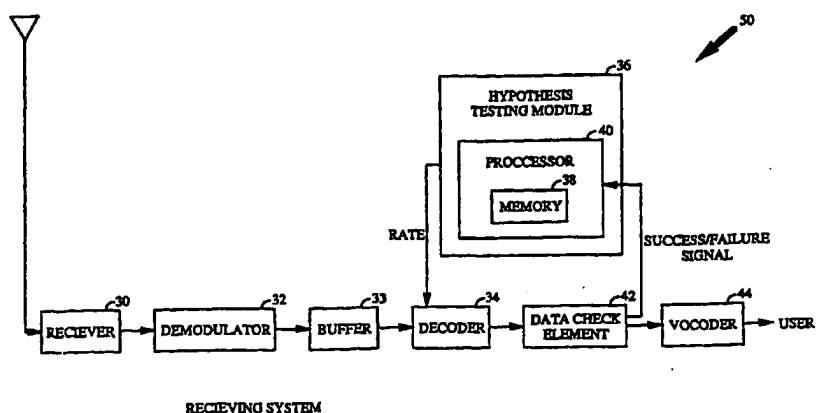 50
36
HYPOTHESIS
TESTING MODULE
40
PROCCESSOR
38
MEMORY
RATE
SUCCESS/FAILURE
SIGNAL
30
RECIEVER
32
DEMODULATOR
33
BUFFER
34
DECODER
42
DATA CHECK
ELEMENT
44
VOCODER
USER
RECIEVING SYSTEM